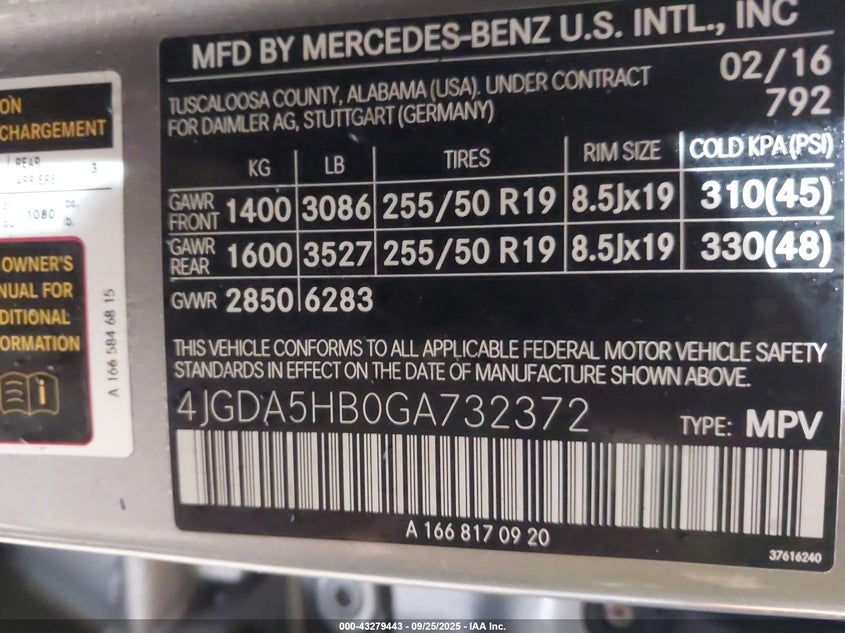 MFD BY MERCEDES-BENZ U.S. INTL., INC
TUSCALOOSA COUNTY, ALABAMA (USA). UNDER CONTRACT
FOR DAIMLER AG, STUTTGART (GERMANY)
02/16
792
KG LB TIRES RIM SIZE COLD KPA(PSI)
GAWR FRONT 1400 3086 255/50 R19 8.5Jx19 310(45)
GAWR REAR 1600 3527 255/50 R19 8.5Jx19 330(48)
GVWR 2850 6283
THIS VEHICLE CONFORMS TO ALL APPLICABLE FEDERAL MOTOR VEHICLE SAFETY
STANDARDS IN EFFECT ON THE DATE OF MANUFACTURE SHOWN ABOVE.
4JGDA5HB0GA732372 TYPE: MPV
A 166 817 09 20
37616240
ON
CHARGEMENT
REAR 3
1080 lb.
OWNER'S
NUAL FOR
DITIONAL
ORMATION
A 166 584 68 15
000-43279443 - 09/25/2025 - IAA Inc.